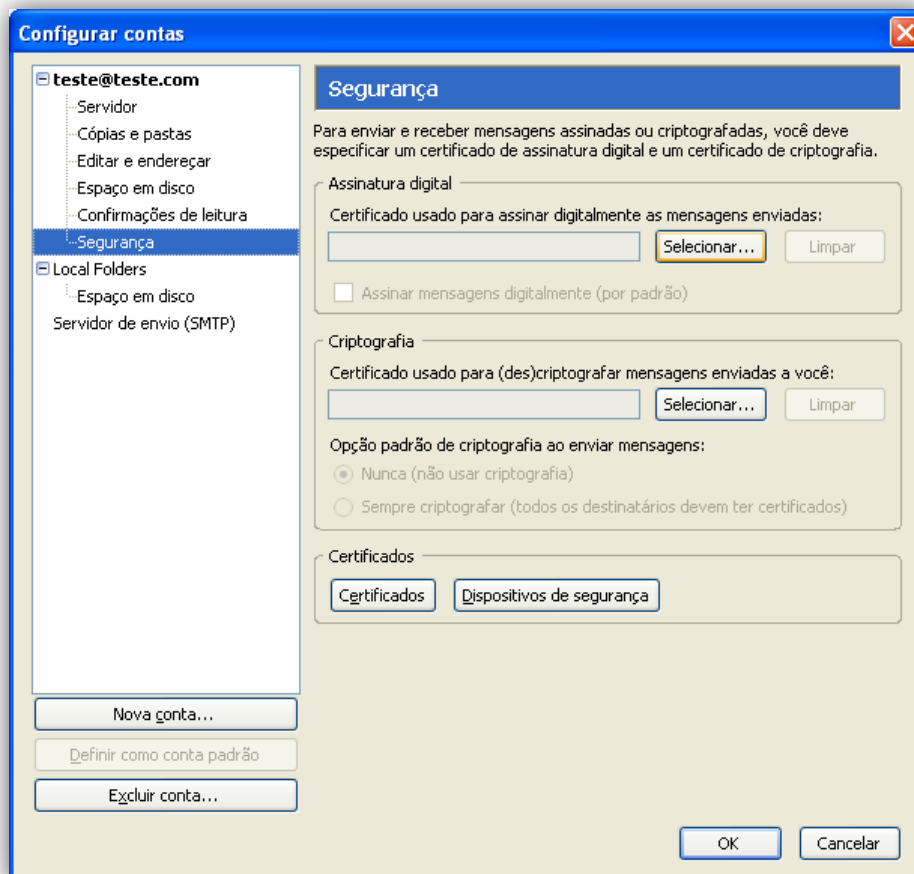 Configurar contas
teste@teste.com
Servidor
Cópias e pastas
Editar e endereçar
Espaço em disco
Confirmações de leitura
Segurança
Local Folders
Espaço em disco
Servidor de envio (SMTP)
Nova conta...
Definir como conta padrão
Excluir conta...
Segurança
Para enviar e receber mensagens assinadas ou criptografadas, você deve
especificar um certificado de assinatura digital e um certificado de criptografia.
Assinatura digital
Certificado usado para assinar digitalmente as mensagens enviadas:
Selecionar... Limpar
Assinar mensagens digitalmente (por padrão)
Criptografia
Certificado usado para (des)criptografar mensagens enviadas a você:
Selecionar... Limpar
Opção padrão de criptografia ao enviar mensagens:
Nunca (não usar criptografia)
Sempre criptografar (todos os destinatários devem ter certificados)
Certificados
Certificados Dispositivos de segurança
OK Cancelar